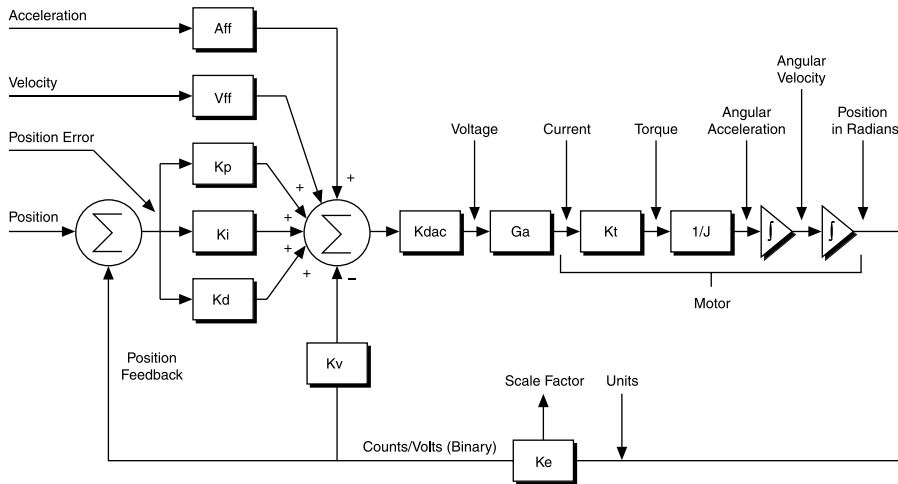 Acceleration
Aff
Velocity
Vff
Position Error
Kp
Position
Σ
Ki
Kd
+
+
+
+
+
Σ
−
Kdac
Voltage
Ga
Current
Kt
Torque
1/J
Angular
Acceleration
∫
Angular
Velocity
∫
Position
in Radians
Motor
Position
Feedback
Kv
Scale Factor
Units
Counts/Volts (Binary)
Ke